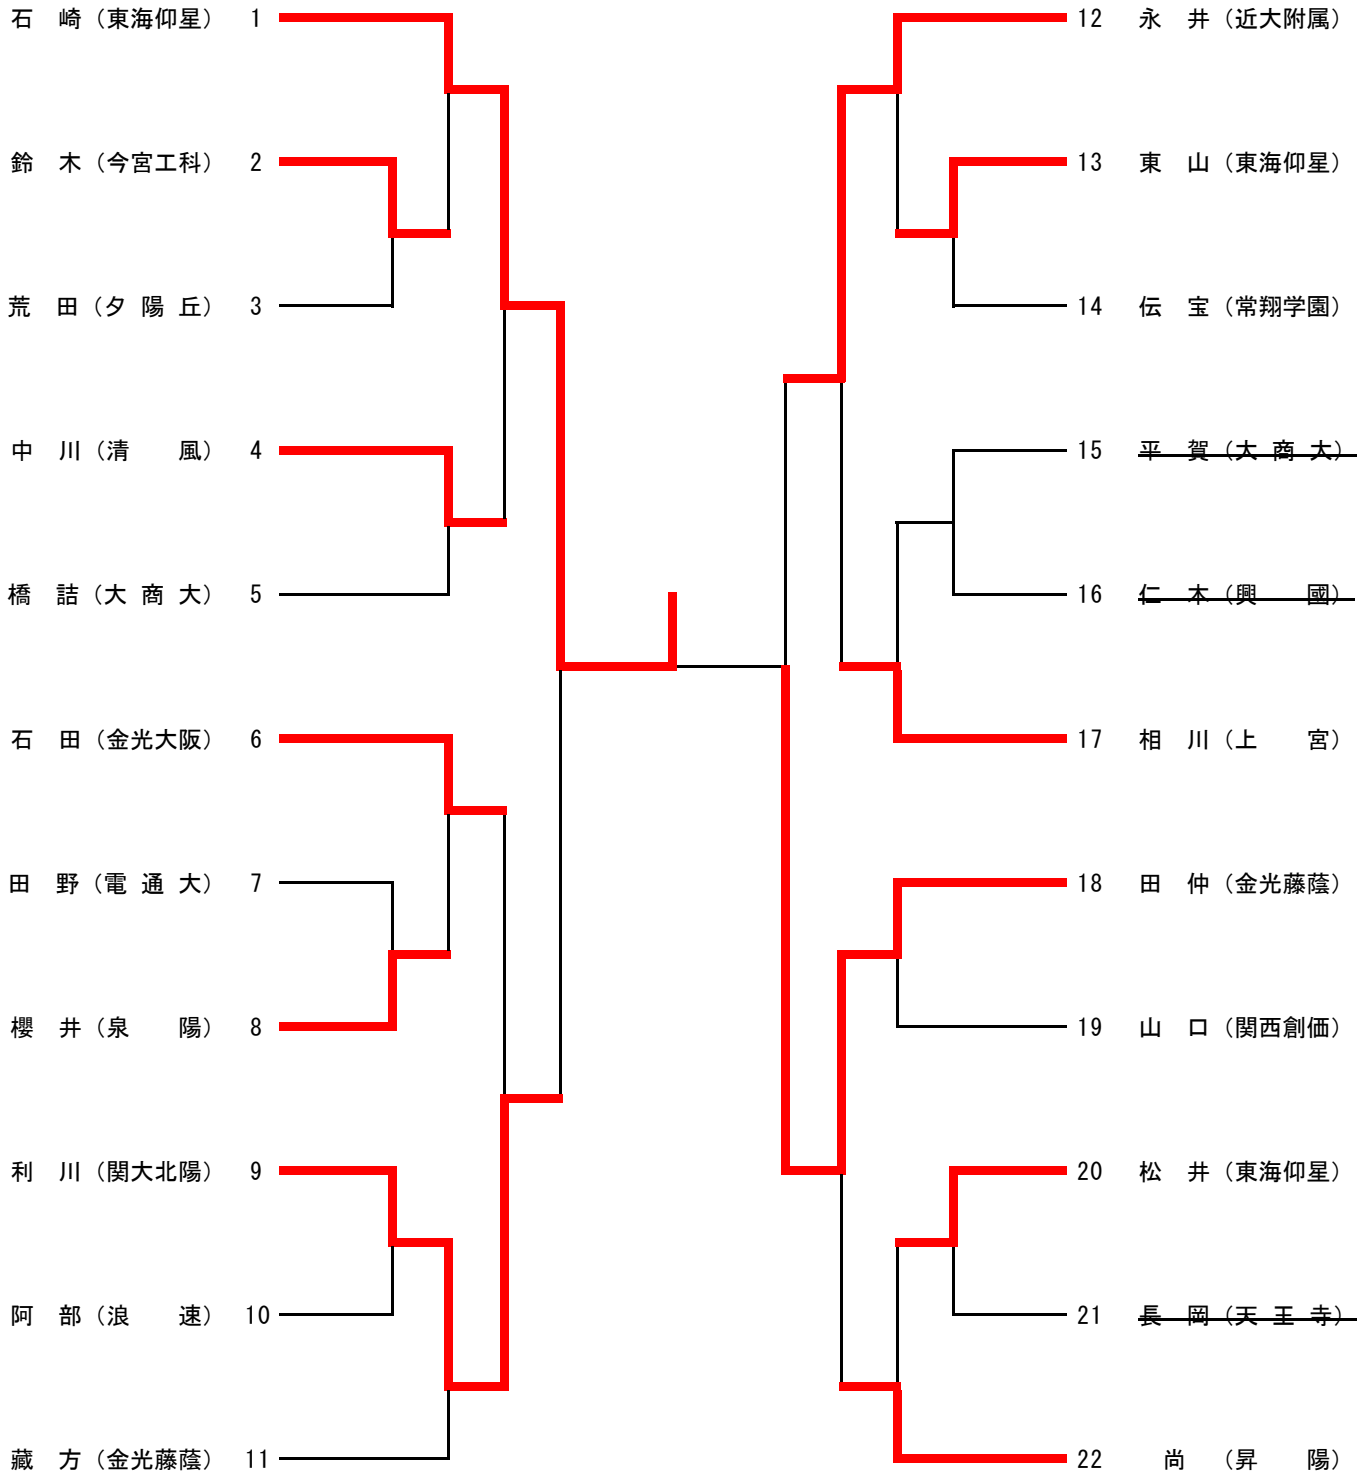 石　崎（東海仰星）　1
鈴　木（今宮工科）　2
荒　田（夕 陽 丘）　3
中　川（清　　風）　4
橋　詰（大 商 大）　5
石　田（金光大阪）　6
田　野（電 通 大）　7
櫻　井（泉　　陽）　8
利　川（関大北陽）　9
阿　部（浪　　速）　10
藏　方（金光藤蔭）　11
12　永　井（近大附属）
13　東　山（東海仰星）
14　伝　宝（常翔学園）
15　平　賀（大 商 大）
16　仁　木（興　　國）
17　相　川（上　　宮）
18　田　仲（金光藤蔭）
19　山　口（関西創価）
20　松　井（東海仰星）
21　長　岡（天 王 寺）
22　尚　（昇　　陽）